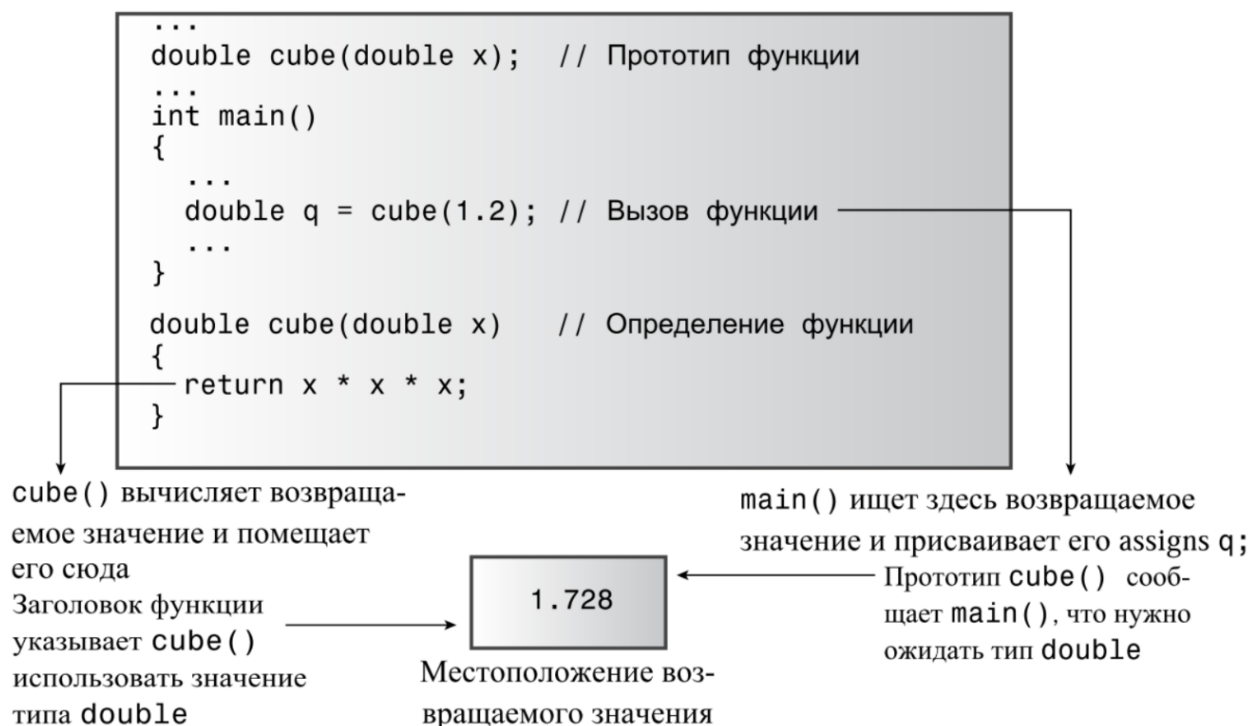 ...
double cube(double x); // Прототип функции
...
int main()
{
...
double q = cube(1.2); // Вызов функции
...
}
double cube(double x) // Определение функции
{
return x * x * x;
}
cube() вычисляет возвраща-
емое значение и помещает
его сюда
Заголовок функции
указывает cube()
использовать значение
типа double
1.728
Местоположение воз-
вращаемого значения
main() ищет здесь возвращаемое
значение и присваивает его assigns q;
Прототип cube() сооб-
щает main(), что нужно
ожидать тип double